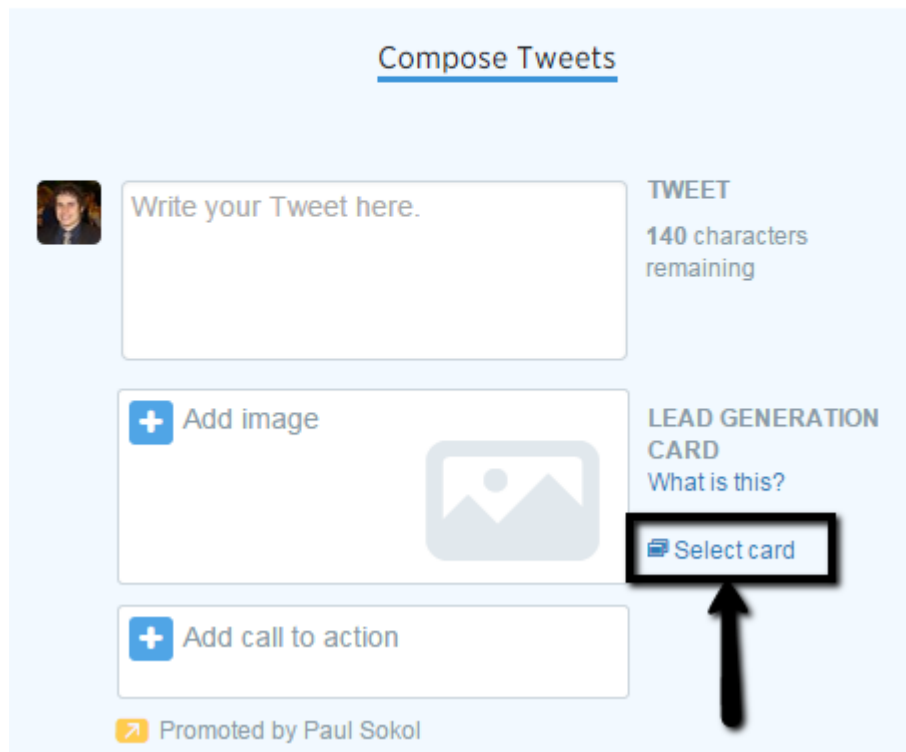 Compose Tweets
Write your Tweet here.
TWEET
140 characters
remaining
Add image
LEAD GENERATION
CARD
What is this?
Select card
Add call to action
Promoted by Paul Sokol